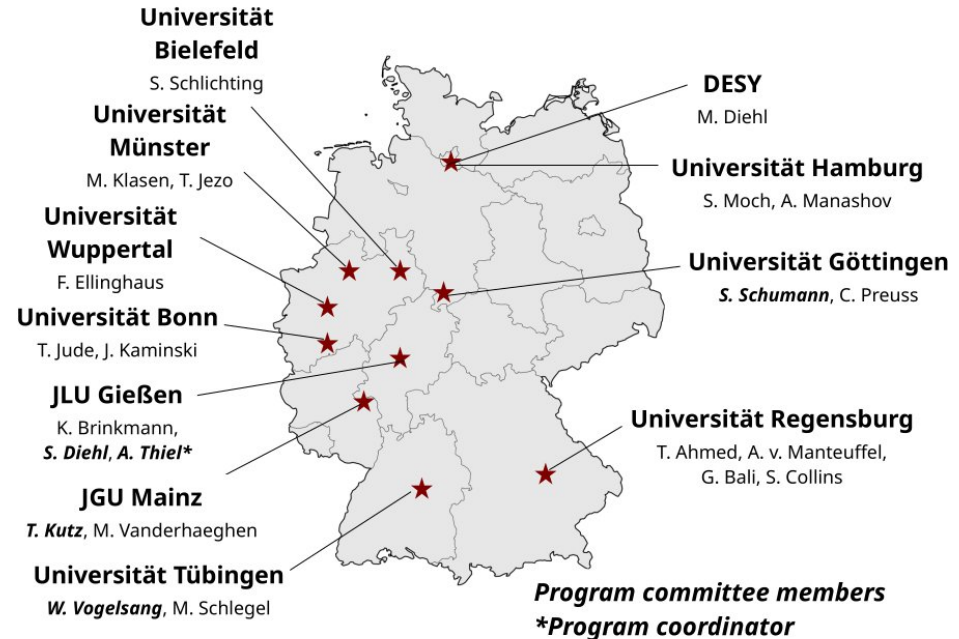 Universität
Bielefeld
S. Schlichting
Universität
Münster
M. Klasen, T. Jezo
Universität
Wuppertal
F. Ellinghaus
Universität Bonn
T. Jude, J. Kaminski
JLU Gießen
K. Brinkmann,
S. Diehl, A. Thiel*
JGU Mainz
T. Kutz, M. Vanderhaeghen
Universität Tübingen
W. Vogelsang, M. Schlegel
DESY
M. Diehl
Universität Hamburg
S. Moch, A. Manashov
Universität Göttingen
S. Schumann, C. Preuss
Universität Regensburg
T. Ahmed, A. v. Manteuffel,
G. Bali, S. Collins
Program committee members
*Program coordinator